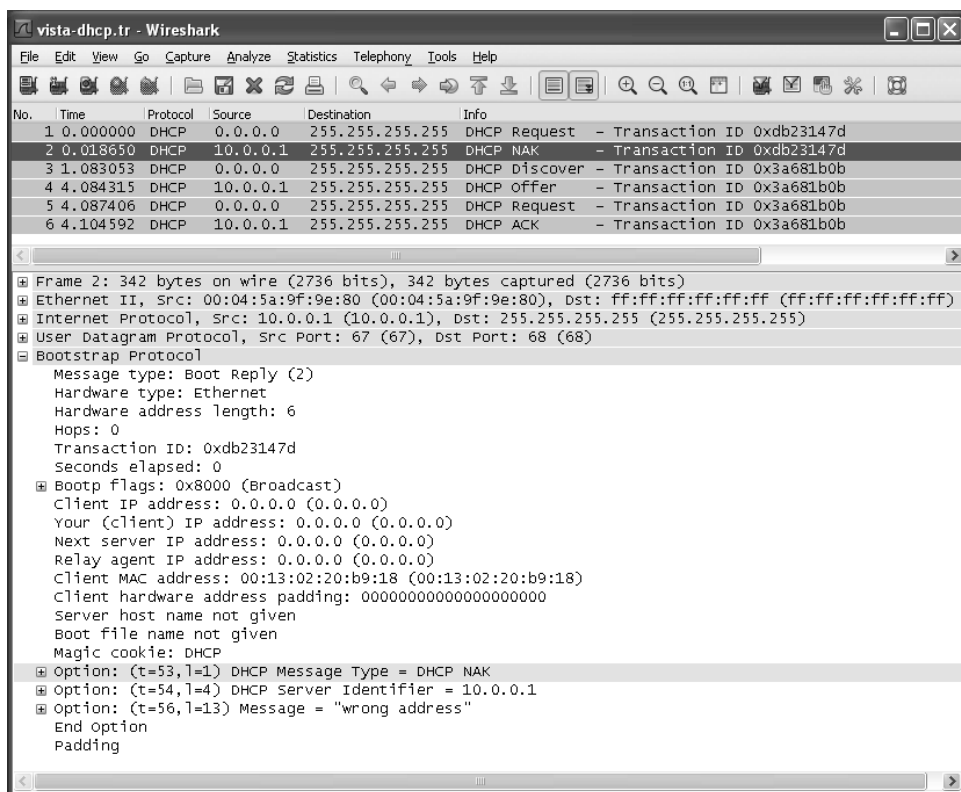 vista-dhcp.tr - Wireshark
File Edit View Go Capture Analyze Statistics Telephony Tools Help
No. Time Protocol Source Destination Info
1 0.000000 DHCP 0.0.0.0 255.255.255.255 DHCP Request – Transaction ID 0xdb23147d
2 0.018650 DHCP 10.0.0.1 255.255.255.255 DHCP NAK – Transaction ID 0xdb23147d
3 1.083053 DHCP 0.0.0.0 255.255.255.255 DHCP Discover – Transaction ID 0x3a681b0b
4 4.084315 DHCP 10.0.0.1 255.255.255.255 DHCP Offer – Transaction ID 0x3a681b0b
5 4.087406 DHCP 0.0.0.0 255.255.255.255 DHCP Request – Transaction ID 0x3a681b0b
6 4.104592 DHCP 10.0.0.1 255.255.255.255 DHCP ACK – Transaction ID 0x3a681b0b
Frame 2: 342 bytes on wire (2736 bits), 342 bytes captured (2736 bits)
Ethernet II, Src: 00:04:5a:9f:9e:80 (00:04:5a:9f:9e:80), Dst: ff:ff:ff:ff:ff:ff (ff:ff:ff:ff:ff:ff)
Internet Protocol, Src: 10.0.0.1 (10.0.0.1), Dst: 255.255.255.255 (255.255.255.255)
User Datagram Protocol, Src Port: 67 (67), Dst Port: 68 (68)
Bootstrap Protocol
Message type: Boot Reply (2)
Hardware type: Ethernet
Hardware address length: 6
Hops: 0
Transaction ID: 0xdb23147d
Seconds elapsed: 0
Bootp flags: 0x8000 (Broadcast)
Client IP address: 0.0.0.0 (0.0.0.0)
Your (client) IP address: 0.0.0.0 (0.0.0.0)
Next server IP address: 0.0.0.0 (0.0.0.0)
Relay agent IP address: 0.0.0.0 (0.0.0.0)
Client MAC address: 00:13:02:20:b9:18 (00:13:02:20:b9:18)
Client hardware address padding: 00000000000000000000
Server host name not given
Boot file name not given
Magic cookie: DHCP
Option: (t=53,l=1) DHCP Message Type = DHCP NAK
Option: (t=54,l=4) DHCP Server Identifier = 10.0.0.1
Option: (t=56,l=13) Message = "wrong address"
End Option
Padding